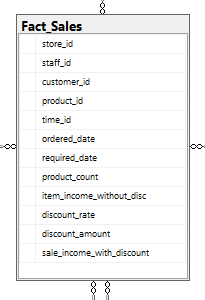 Fact_Sales
store_id
staff_id
customer_id
product_id
time_id
ordered_date
required_date
product_count
item_income_without_disc
discount_rate
discount_amount
sale_income_with_discount